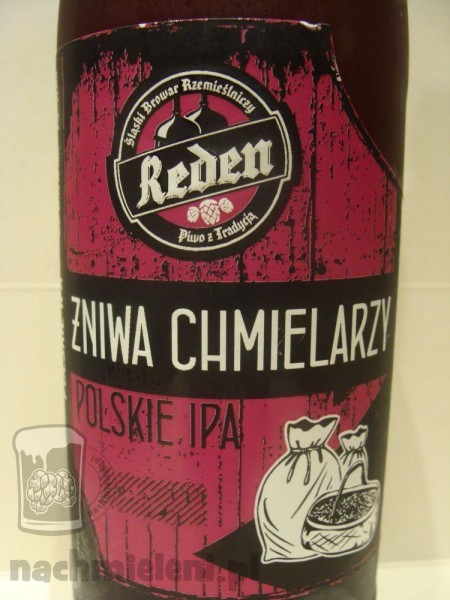 Śląski Browar Rzemieślniczy
Reden
Piwo z Tradycją
ŻNIWA CHMIELARZY
POLSKIE IPA
nachmieleni.pl